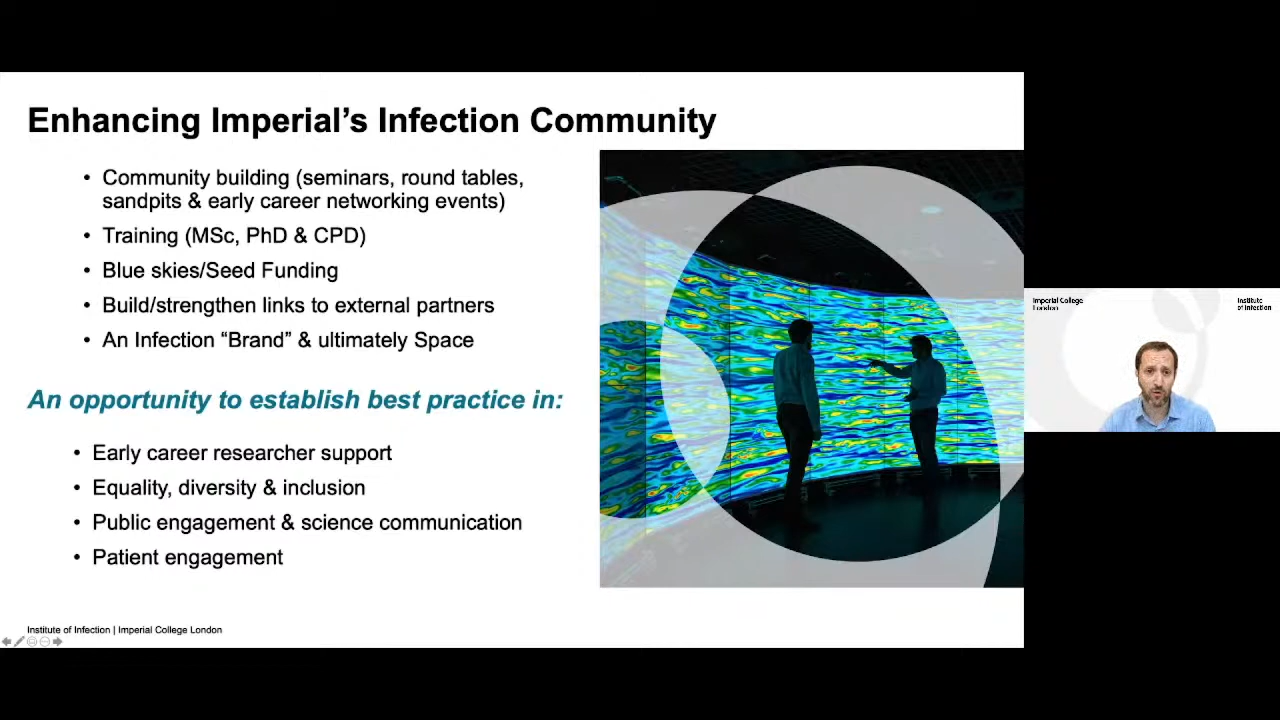 Enhancing Imperial’s Infection Community
• Community building (seminars, round tables,
sandpits & early career networking events)
• Training (MSc, PhD & CPD)
• Blue skies/Seed Funding
• Build/strengthen links to external partners
• An Infection “Brand” & ultimately Space
An opportunity to establish best practice in:
• Early career researcher support
• Equality, diversity & inclusion
• Public engagement & science communication
• Patient engagement
Institute of Infection | Imperial College London
Imperial College
London
Institute
of Infection